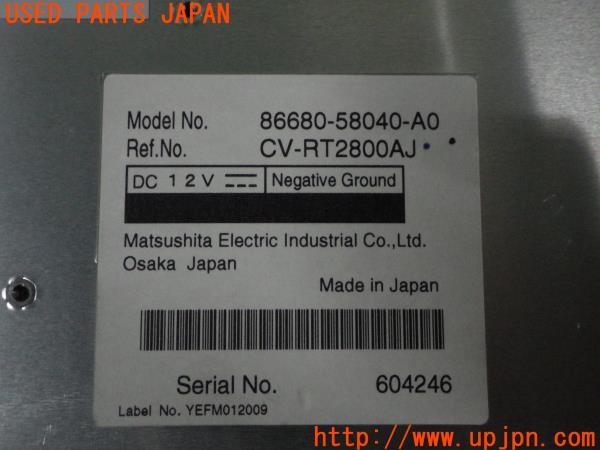 USED PARTS JAPAN
Model No. 86680-58040-A0
Ref.No. CV-RT2800AJ
DC 12V Negative Ground
Matsushita Electric Industrial Co.,Ltd.
Osaka Japan
Made in Japan
Serial No. 604246
Label No. YEFM012009
http://www.upjpn.com/